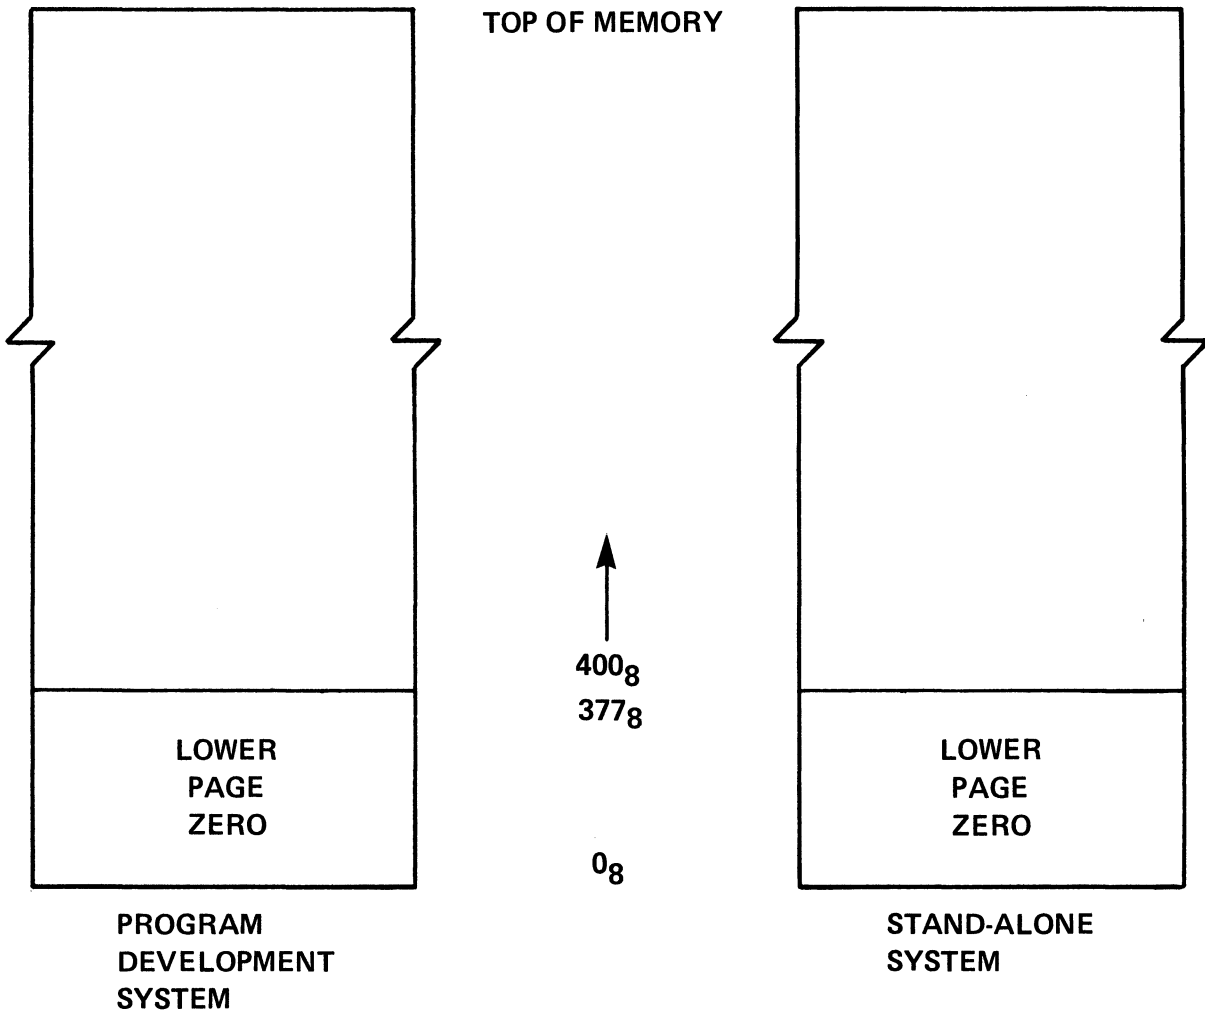 TOP OF MEMORY
400₈
377₈
LOWER
PAGE
ZERO
LOWER
PAGE
ZERO
0₈
PROGRAM
DEVELOPMENT
SYSTEM
STAND-ALONE
SYSTEM